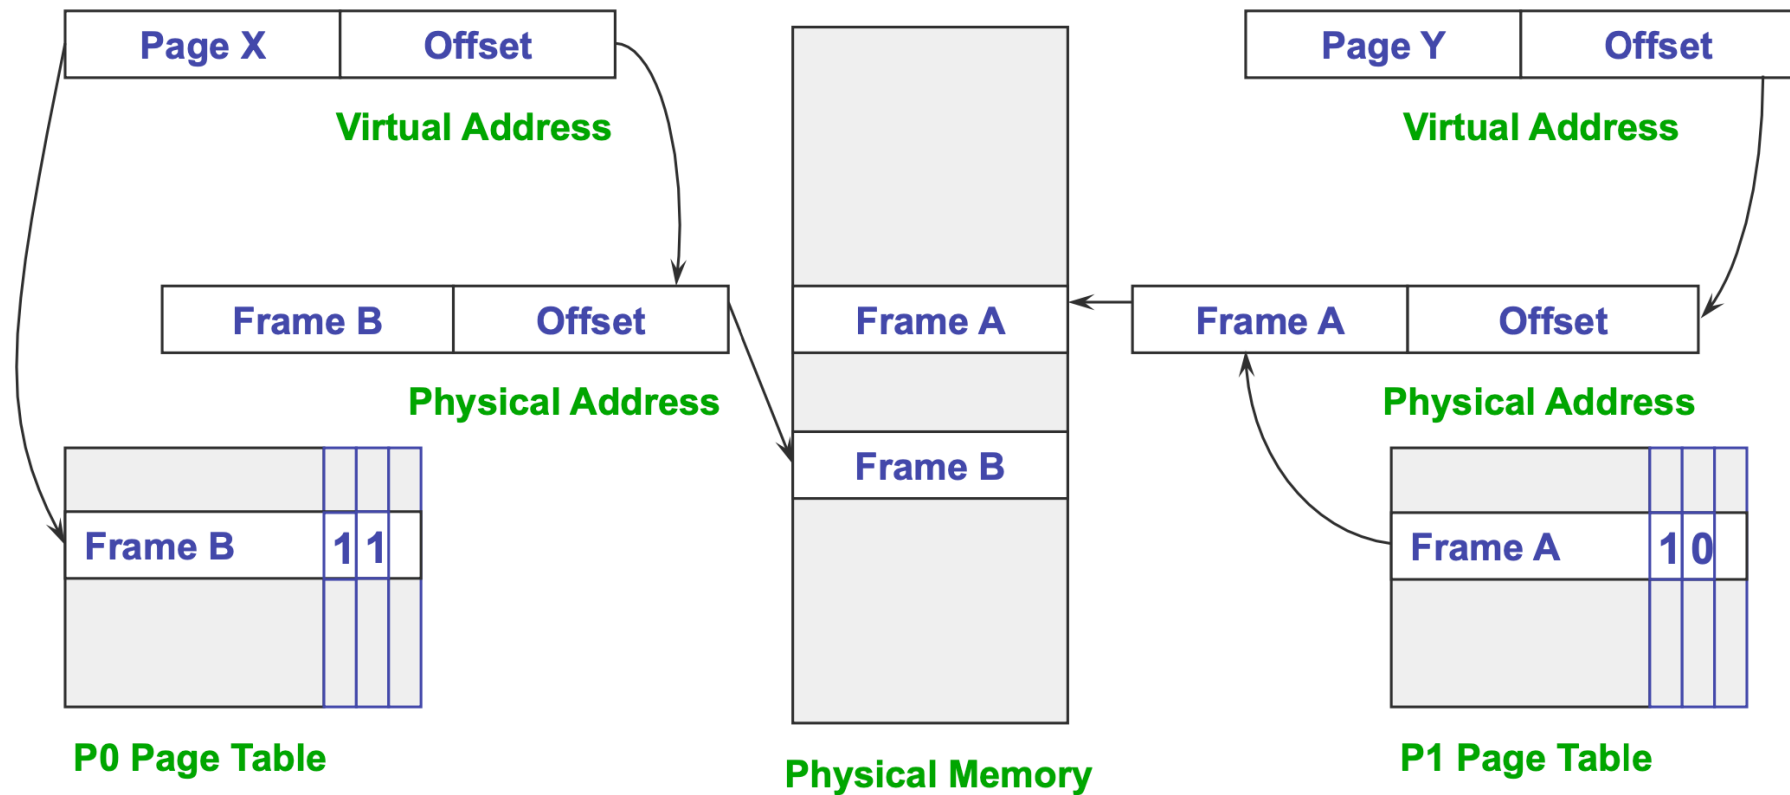 Page X Offset
Virtual Address
Page Y Offset
Virtual Address
Frame B Offset
Physical Address
Frame A
Frame B
Physical Memory
Frame A Offset
Physical Address
Frame B 1 1
P0 Page Table
Frame A 1 0
P1 Page Table